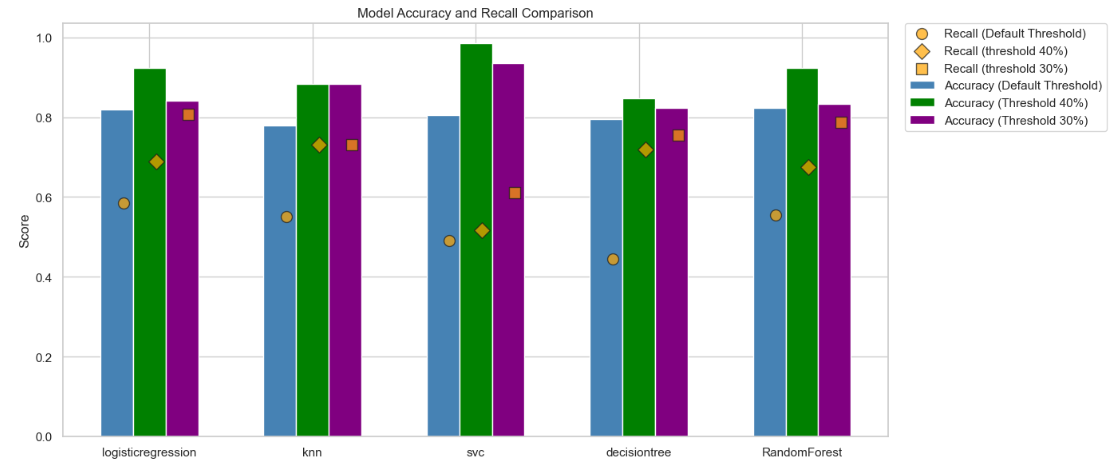 Model Accuracy and Recall Comparison
1.0
0.8
0.6
0.4
0.2
0.0
Score
logisticregression
knn
svc
decisiontree
RandomForest
Recall (Default Threshold)
Recall (threshold 40%)
Recall (threshold 30%)
Accuracy (Default Threshold)
Accuracy (Threshold 40%)
Accuracy (Threshold 30%)